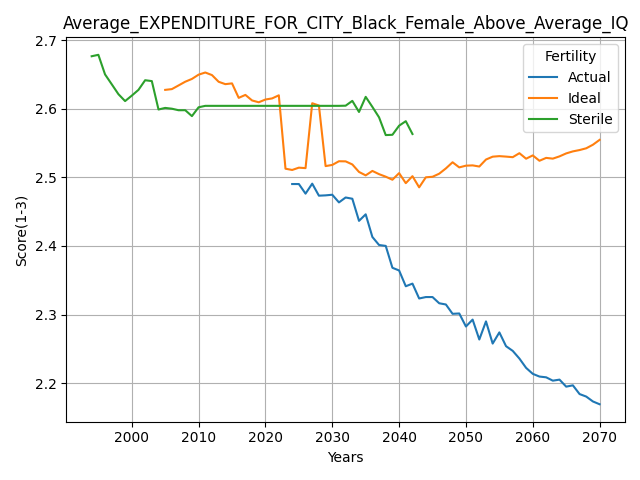 Average_EXPENDITURE_FOR_CITY_Black_Female_Above_Average_IQ
2.7
2.6
2.5
2.4
2.3
2.2
Score(1-3)
Fertility
Actual
Ideal
Sterile
2000 2010 2020 2030 2040 2050 2060 2070
Years